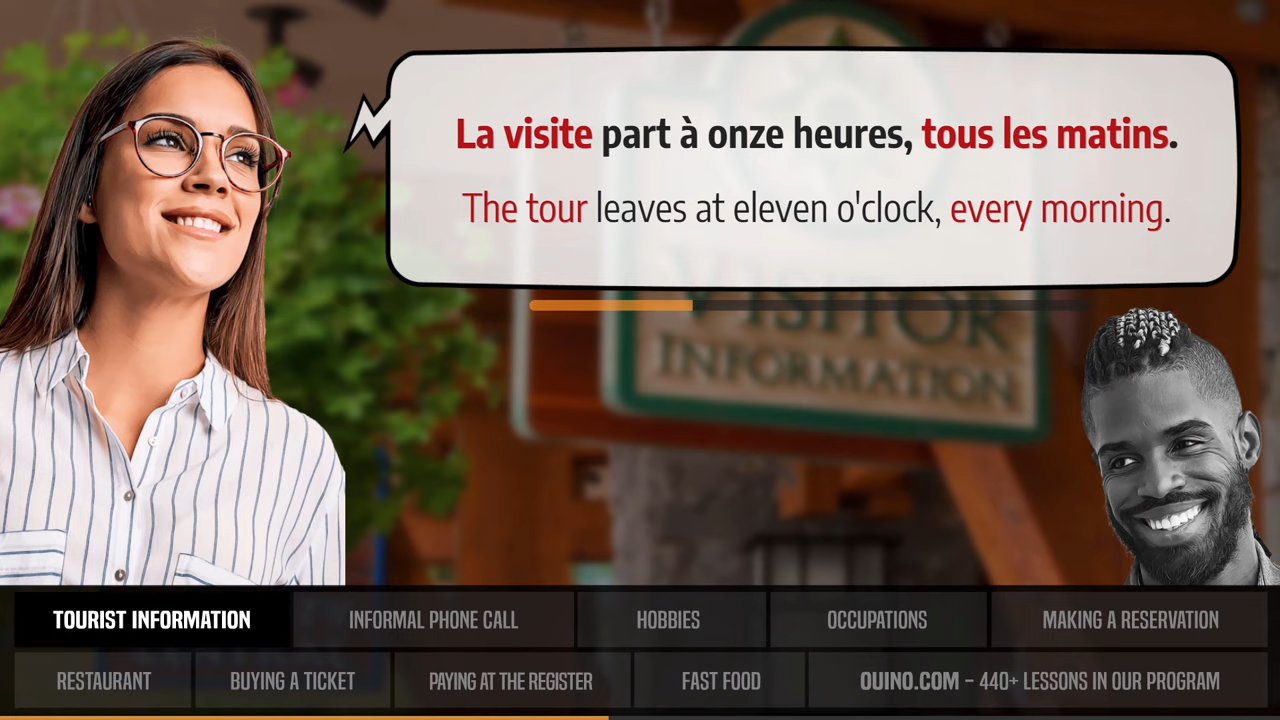 La visite part à onze heures, tous les matins.
The tour leaves at eleven o'clock, every morning.
VISITOR
INFORMATION
TOURIST INFORMATION
INFORMAL PHONE CALL
HOBBIES
OCCUPATIONS
MAKING A RESERVATION
RESTAURANT
BUYING A TICKET
PAYING AT THE REGISTER
FAST FOOD
OUINO.COM – 440+ LESSONS IN OUR PROGRAM